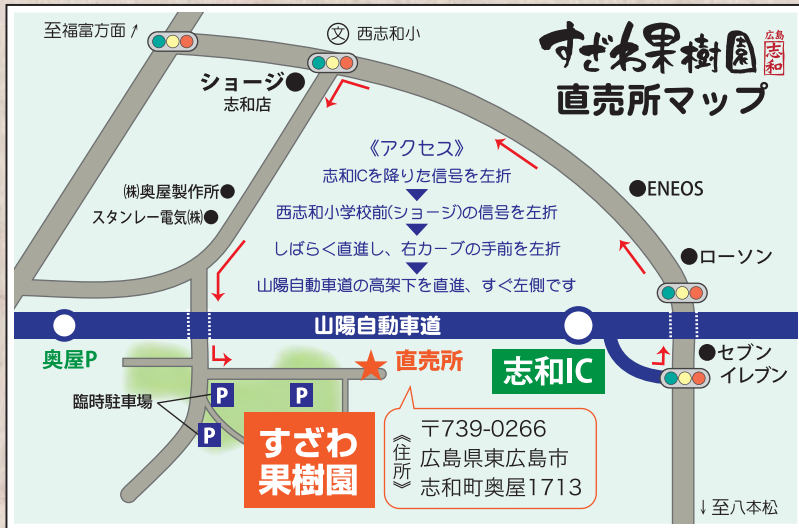 至福富方面
文
西志和小
すざわ果樹園
広島
志和
直売所マップ
ショージ
志和店
《アクセス》
志和ICを降りた信号を左折
西志和小学校前(ショージ)の信号を左折
しばらく直進し、右カーブの手前を左折
山陽自動車道の高架下を直進、すぐ左側です
ENEOS
㈱奥屋製作所
スタンレー電気㈱
ローソン
山陽自動車道
奥屋P
直売所
志和IC
セブン
イレブン
臨時駐車場
P
P
P
すざわ
果樹園
《住所》
〒739-0266
広島県東広島市
志和町奥屋1713
↓至八本松